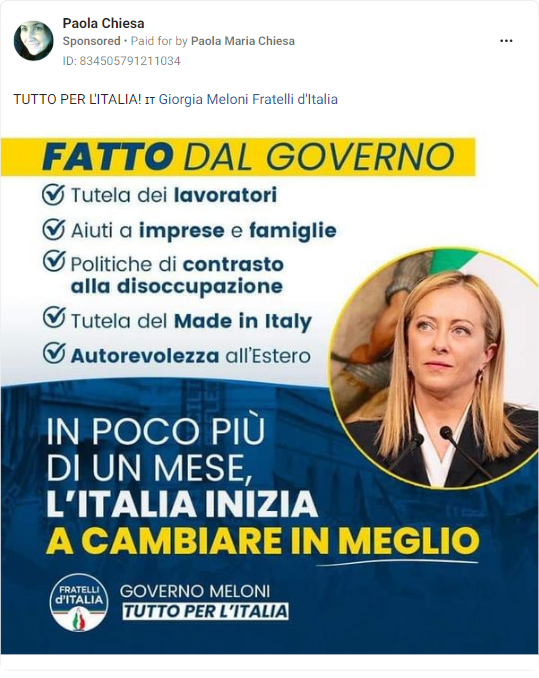 Paola Chiesa
Sponsored • Paid for by Paola Maria Chiesa
ID: 834505791211034
TUTTO PER L'ITALIA! IT Giorgia Meloni Fratelli d'Italia
FATTO DAL GOVERNO
Tutela dei lavoratori
Aiuti a imprese e famiglie
Politiche di contrasto
alla disoccupazione
Tutela del Made in Italy
Autorevolezza all'Estero
IN POCO PIÙ
DI UN MESE,
L'ITALIA INIZIA
A CAMBIARE IN MEGLIO
FRATELLI
d'ITALIA
GOVERNO MELONI
TUTTO PER L'ITALIA